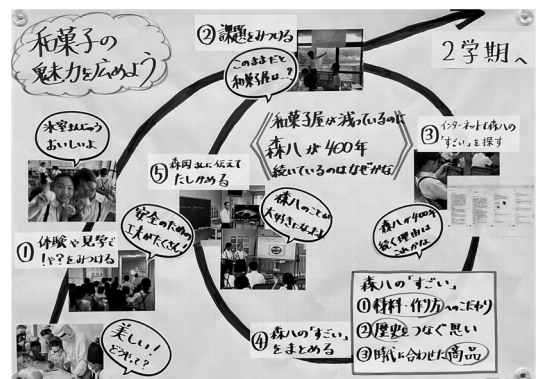 和菓子の
魅力を広めよう
②課題をみつける
このままだと
和菓子屋は…?
2学期へ
氷室まんじゅう
おいしいよ
和菓子屋が減っているのに
森八が400年
続いているのはなぜかな
③インターネットで森八の
「すごい」を探す
⑤森岡さんに伝えて
たしかめる
安全のための
工夫がたくさん!
森八のことが
大好きになったよ
森八が400年
続く理由は
これかな
①体験や見学で
!や?をみつける
美しい!
どうやって?
④森八の「すごい」
をまとめる
森八の「すごい」
①材料・作り方へのこだわり
②歴史をつなぐ思い
③時代に合わせた商品